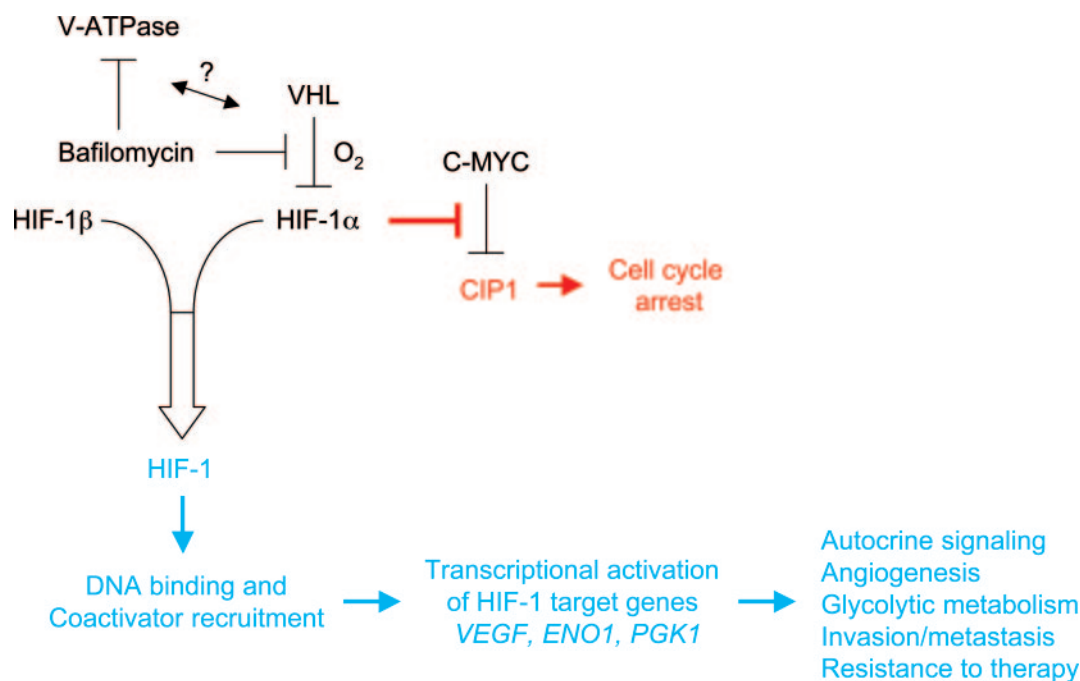 V-ATPase
?
VHL
Bafilomycin
O2
C-MYC
HIF-1β
HIF-1α
CIP1
Cell cycle
arrest
HIF-1
DNA binding and
Coactivator recruitment
Transcriptional activation
of HIF-1 target genes
VEGF, ENO1, PGK1
Autocrine signaling
Angiogenesis
Glycolytic metabolism
Invasion/metastasis
Resistance to therapy